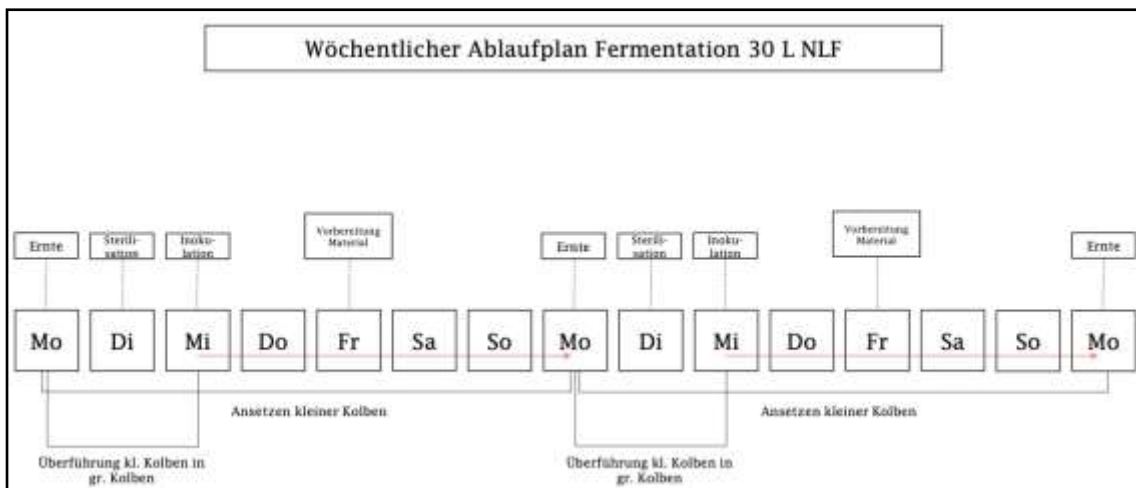 Wöchentlicher Ablaufplan Fermentation 30 L NLF
Vorbereitung
Material
Vorbereitung
Material
Ernte
Sterili-
sation
Inoku-
lation
Ernte
Sterili-
sation
Inoku-
lation
Ernte
Mo Di Mi Do Fr Sa So Mo Di Mi Do Fr Sa So Mo
Ansetzen kleiner Kolben
Ansetzen kleiner Kolben
Überführung kl. Kolben in
gr. Kolben
Überführung kl. Kolben in
gr. Kolben